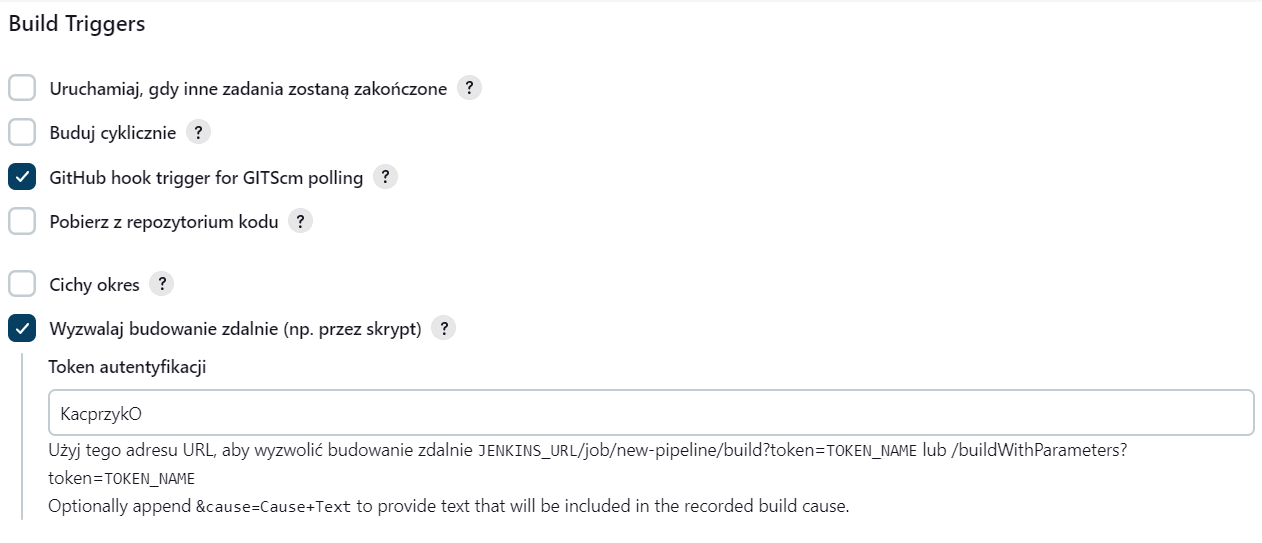 Build Triggers
Uruchamiaj, gdy inne zadania zostaną zakończone ?
Buduj cyklicznie ?
GitHub hook trigger for GITScm polling ?
Pobierz z repozytorium kodu ?
Cichy okres ?
Wyzwalaj budowanie zdalnie (np. przez skrypt) ?
Token autentyfikacji
KacprzykO
Użyj tego adresu URL, aby wyzwolić budowanie zdalnie JENKINS_URL/job/new-pipeline/build?token=TOKEN_NAME lub /buildWithParameters?
token=TOKEN_NAME
Optionally append &cause=Cause+Text to provide text that will be included in the recorded build cause.